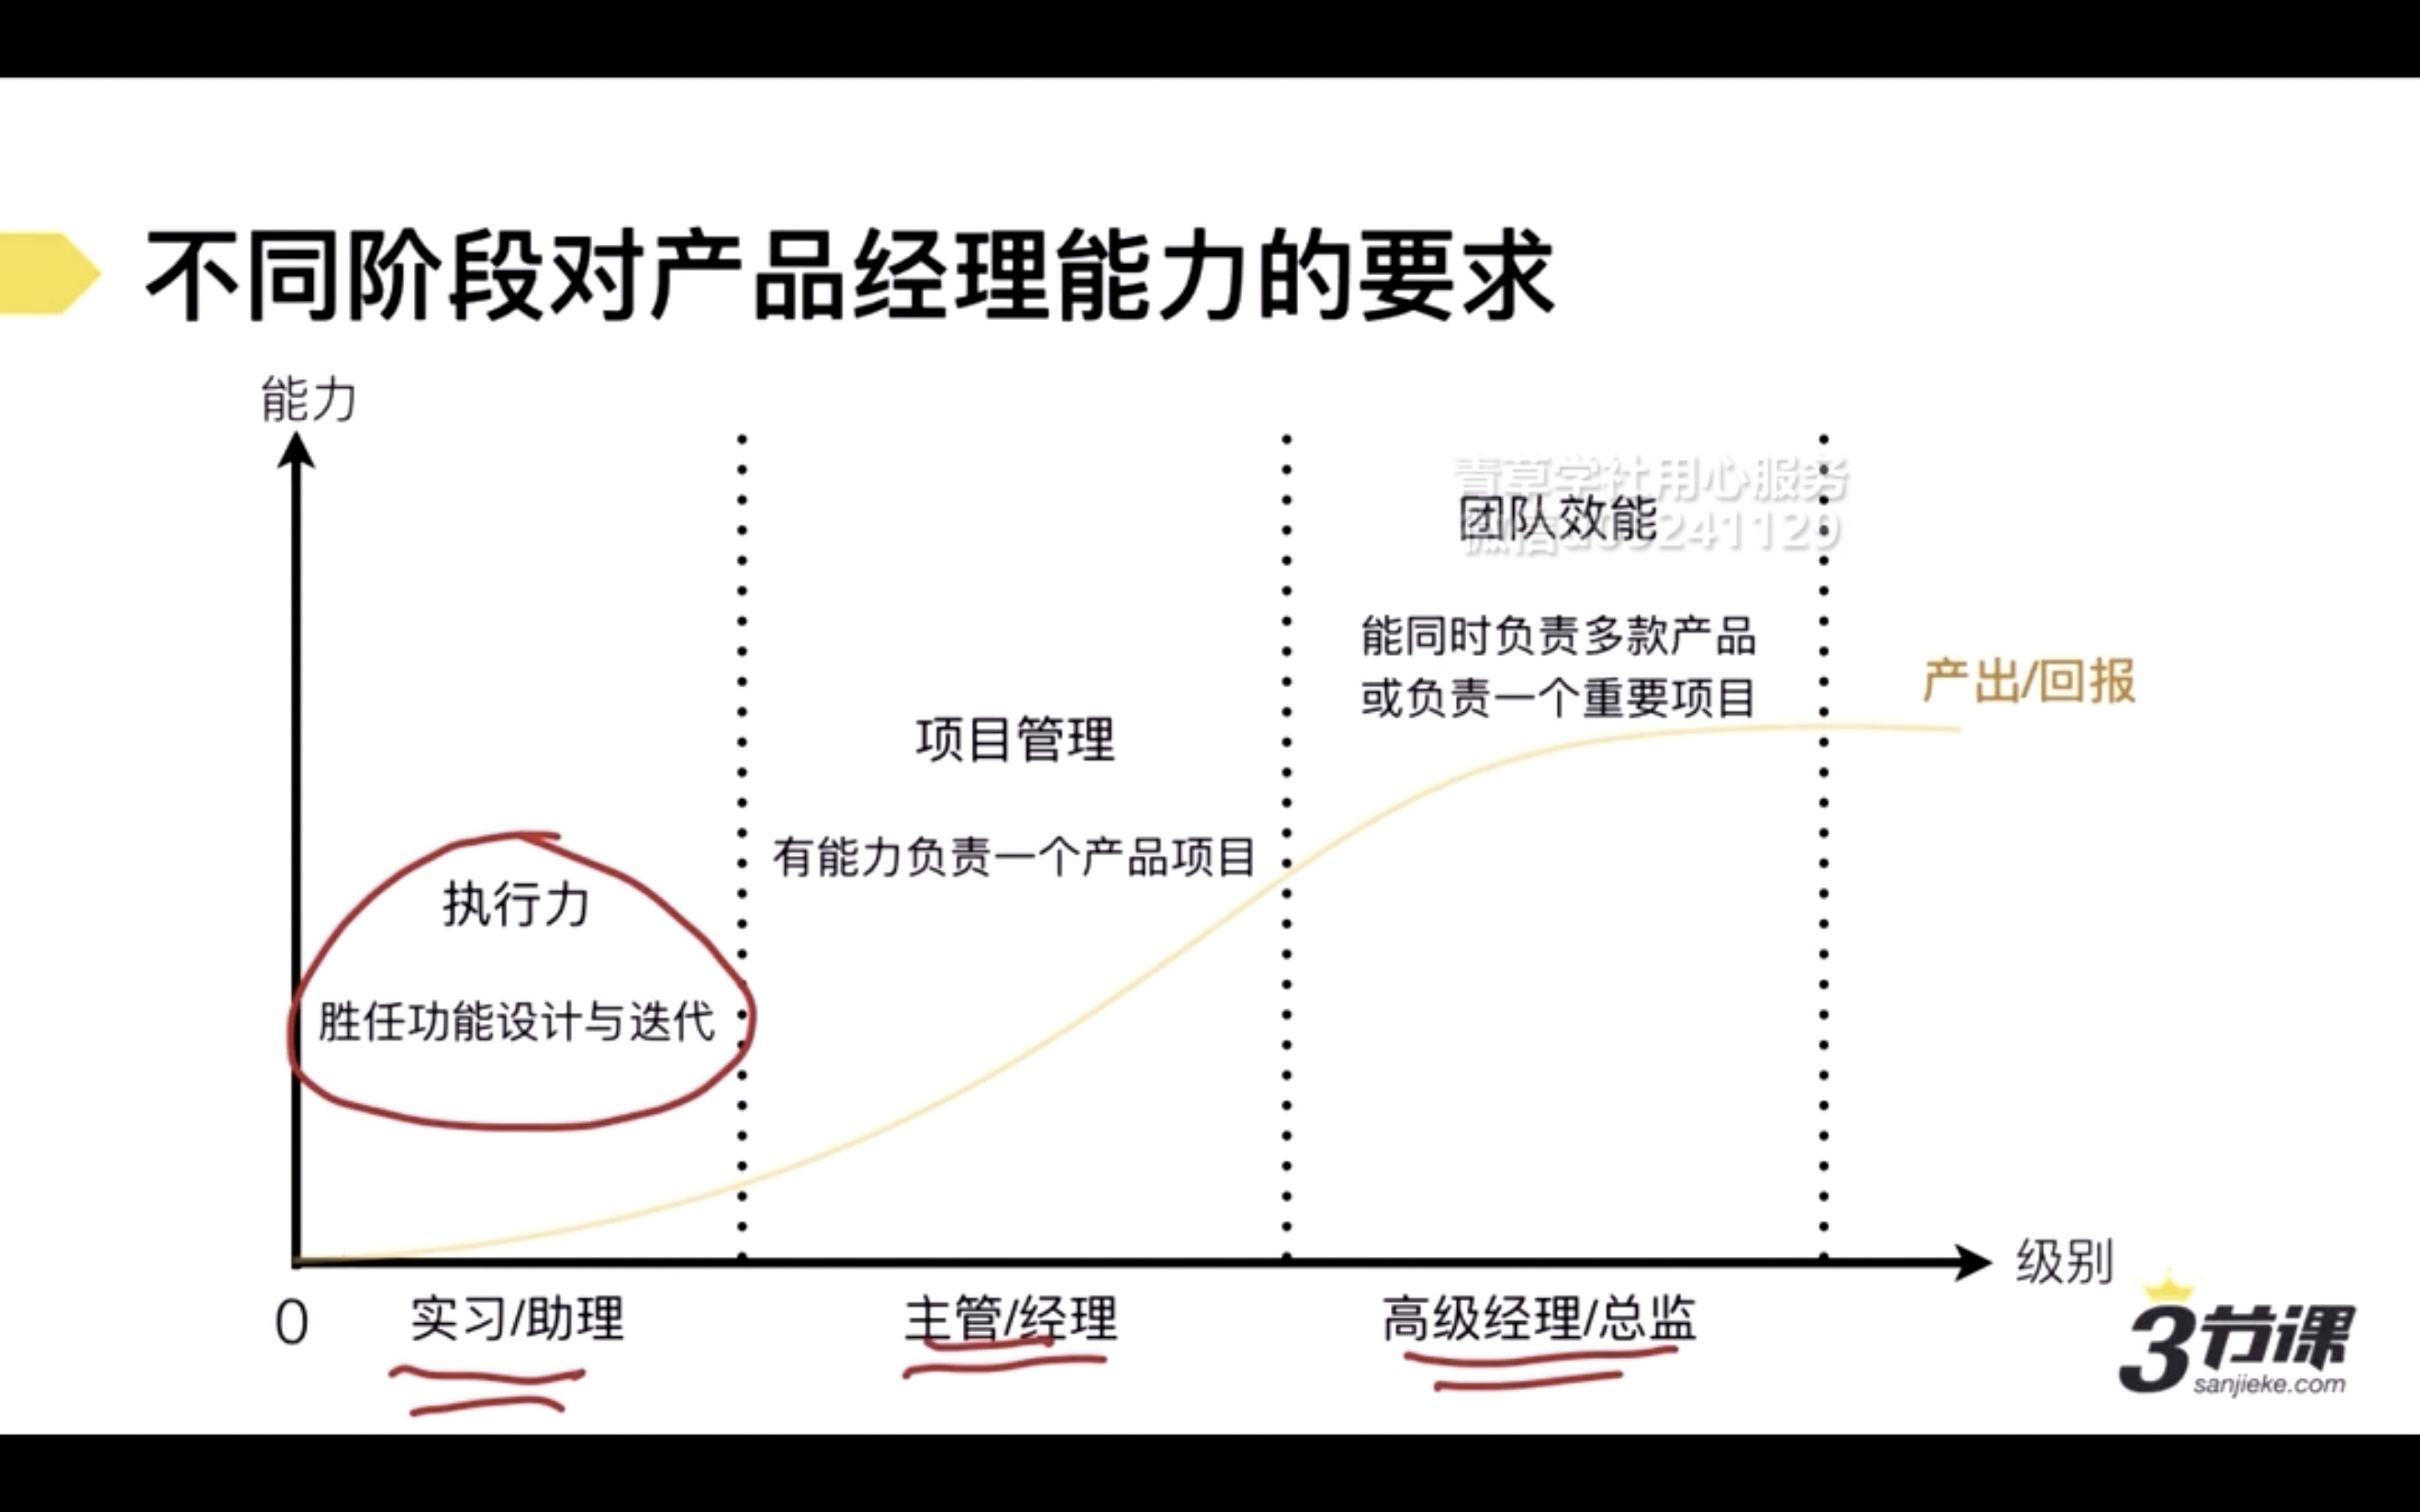 不同阶段对产品经理能力的要求
能力
青草学社用心服务
团队效能
能同时负责多款产品
或负责一个重要项目
产出/回报
项目管理
有能力负责一个产品项目
执行力
胜任功能设计与迭代
级别
0
实习/助理
主管/经理
高级经理/总监
3节课
sanjieke.com